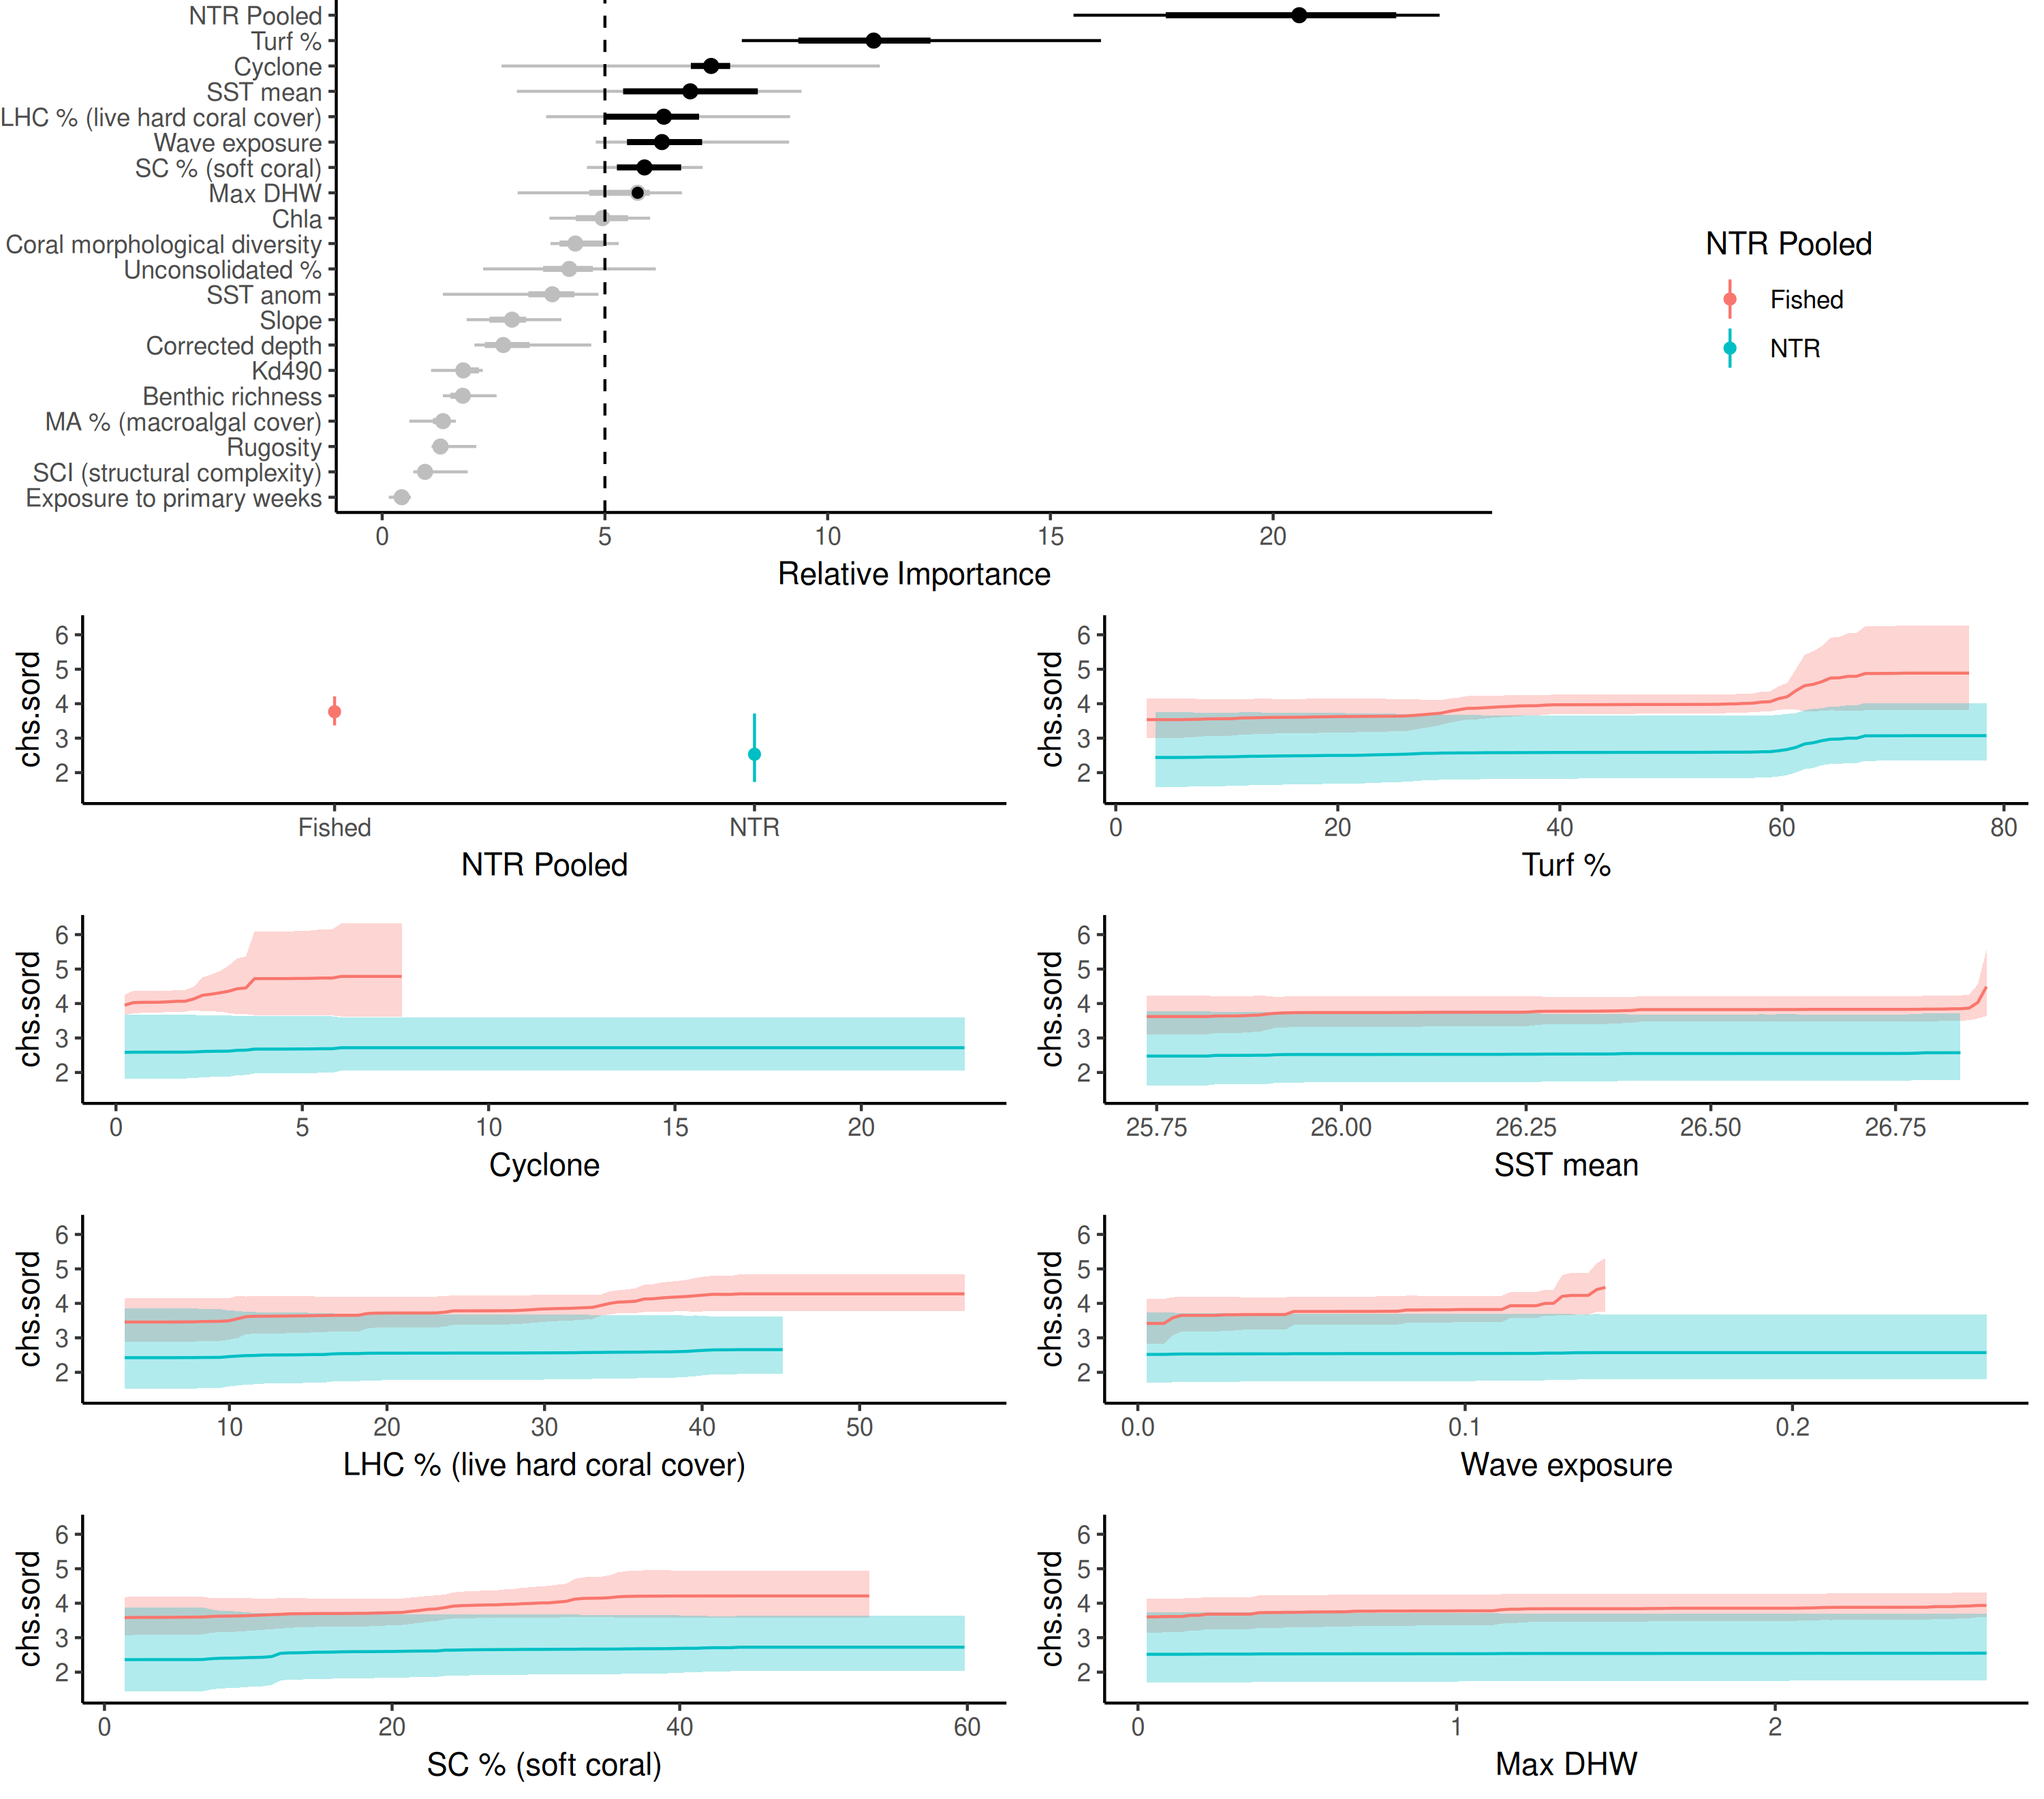 NTR Pooled
Turf %
Cyclone
SST mean
LHC % (live hard coral cover)
Wave exposure
SC % (soft coral)
Max DHW
Chla
Coral morphological diversity
Unconsolidated %
SST anom
Slope
Corrected depth
Kd490
Benthic richness
MA % (macroalgal cover)
Rugosity
SCI (structural complexity)
Exposure to primary weeks
0 5 10 15 20
Relative Importance
NTR Pooled
Fished
NTR
chs.sord
6
5
4
3
2
Fished NTR
NTR Pooled
chs.sord
6
5
4
3
2
0 20 40 60 80
Turf %
chs.sord
6
5
4
3
2
0 5 10 15 20
Cyclone
chs.sord
6
5
4
3
2
25.75 26.00 26.25 26.50 26.75
SST mean
chs.sord
6
5
4
3
2
10 20 30 40 50
LHC % (live hard coral cover)
chs.sord
6
5
4
3
2
0.0 0.1 0.2
Wave exposure
chs.sord
6
5
4
3
2
0 20 40 60
SC % (soft coral)
chs.sord
6
5
4
3
2
0 1 2
Max DHW